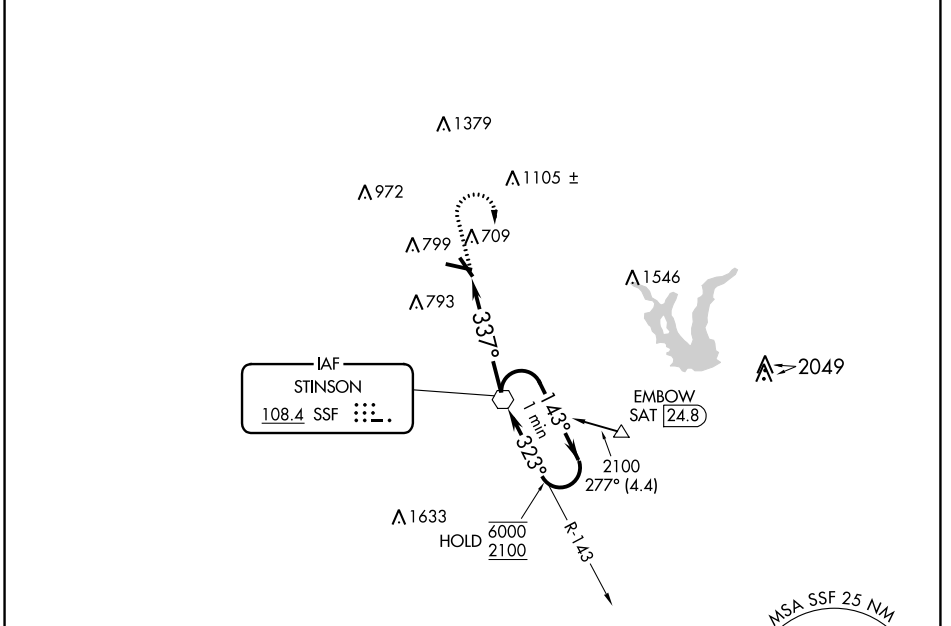 1379
1105 ±
972
799
709
1546
793
337°
2049
IAF
STINSON
108.4 SSF
EMBOW
SAT 24.8
143°
1 min
323°
2100
277° (4.4)
1633
HOLD 6000
2100
R-143
MSA SSF 25 NM